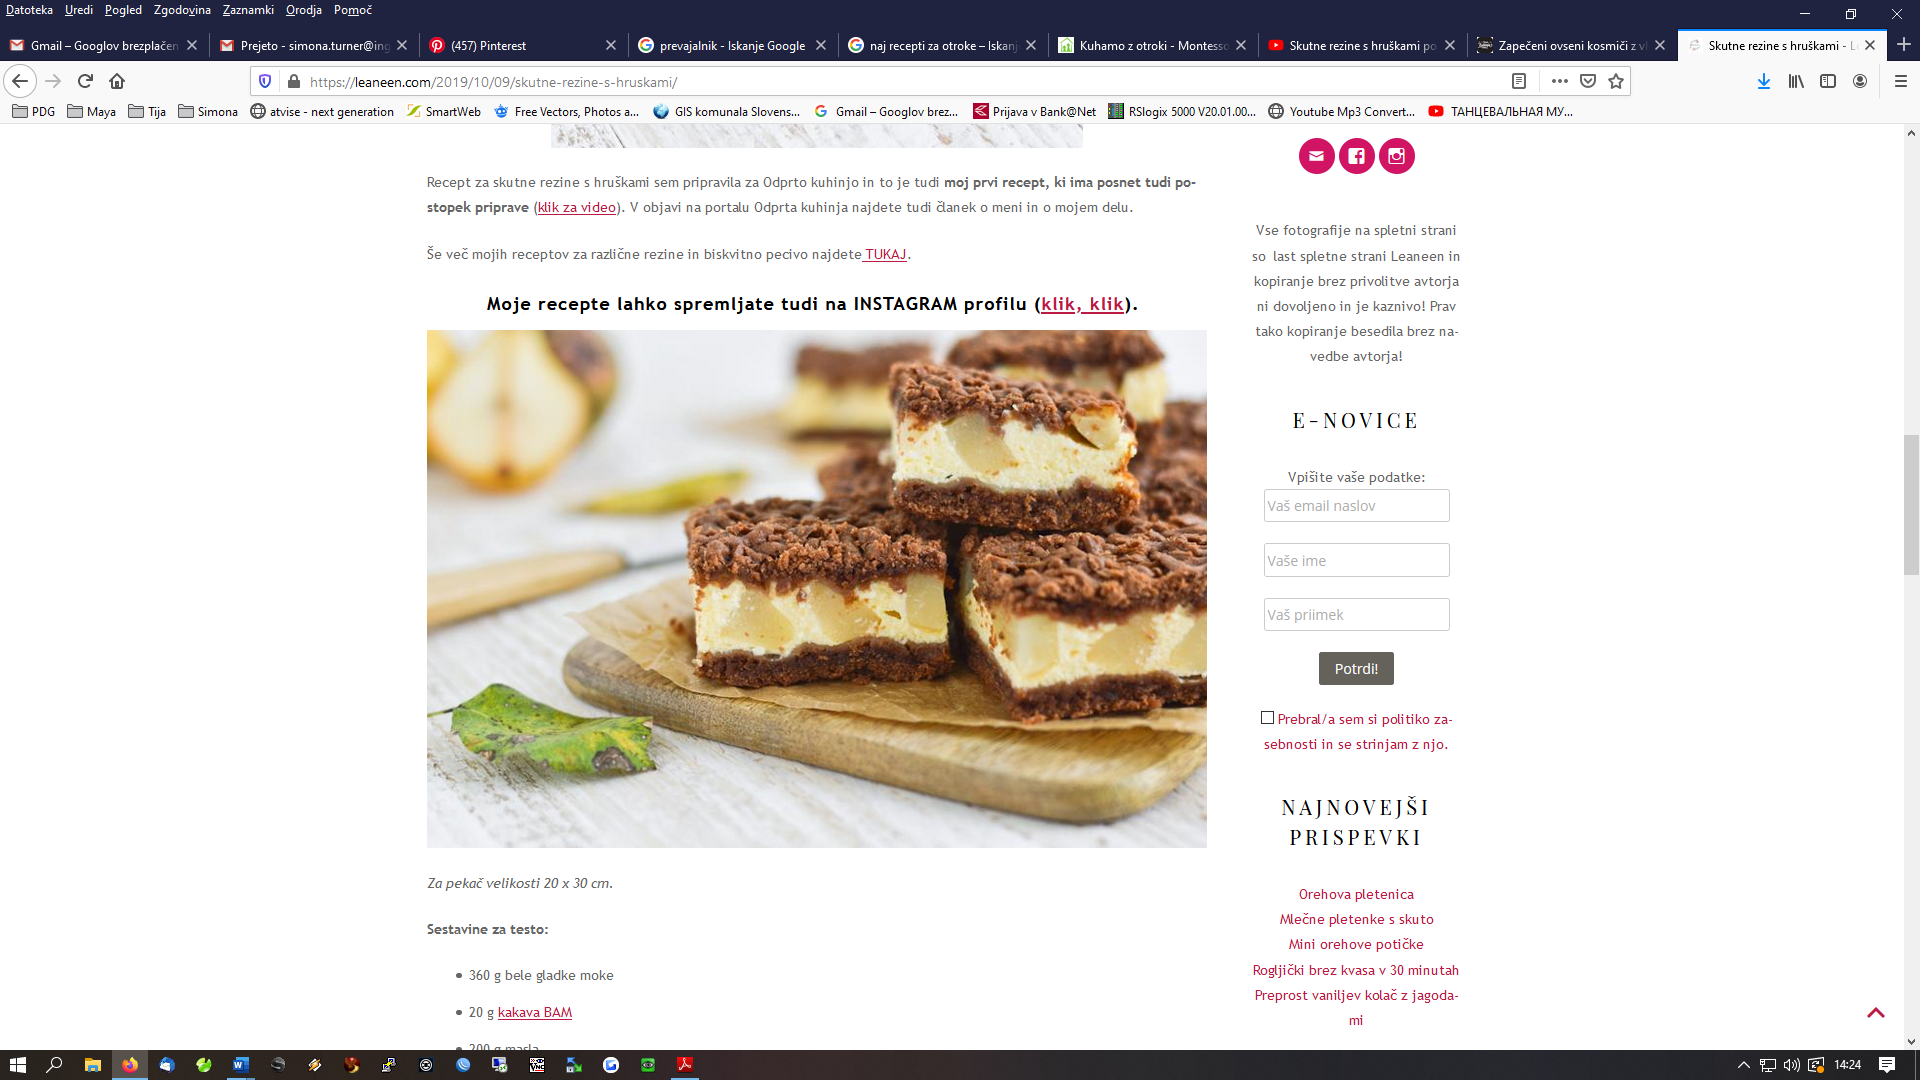 Datoteka Uredi Pogled Zgodovina Zaznamki Orodja Pomoč
Gmail – Googlov brezplačen
Prejeto - simona.turner@ing
(457) Pinterest
prevajalnik - Iskanje Google
naj recepti za otroke – Iskanj
Kuhamo z otroki - Montesso
Skutne rezine s hruškami po
Zapečeni ovseni kosmiči z vl
Skutne rezine s hruškami - Le
https://leaneen.com/2019/10/09/skutne-rezine-s-hruskami/
PDG Maya Tija Simona atvise - next generation SmartWeb Free Vectors, Photos a... GIS komunala Slovens... Gmail – Googlov brez... Prijava v Bank@Net RSlogix 5000 V20.01.00... Youtube Mp3 Convert... ТАНЦЕВАЛЬНАЯ МУ...
Recept za skutne rezine s hruškami sem pripravila za Odprto kuhinjo in to je tudi moj prvi recept, ki ima posnet tudi po-
stopek priprave (klik za video). V objavi na portalu Odprta kuhinja najdete tudi članek o meni in o mojem delu.
Še več mojih receptov za različne rezine in biskvitno pecivo najdete TUKAJ.
Moje recepte lahko spremljate tudi na INSTAGRAM profilu (klik, klik).
Za pekač velikosti 20 x 30 cm.
Sestavine za testo:
• 360 g bele gladke moke
• 20 g kakava BAM
• 200 g masla
Vse fotografije na spletni strani
so last spletne strani Leaneen in
kopiranje brez privolitve avtorja
ni dovoljeno in je kaznivo! Prav
tako kopiranje besedila brez na-
vedbe avtorja!
E-NOVICE
Vpišite vaše podatke:
Vaš email naslov
Vaše ime
Vaš priimek
Potrdi!
Prebral/a sem si politiko za-
sebnosti in se strinjam z njo.
NAJNOVEJŠI
PRISPEVKI
Orehova pletenica
Mlečne pletenke s skuto
Mini orehove potičke
Rogljički brez kvasa v 30 minutah
Preprost vaniljev kolač z jagoda-
mi
14:24